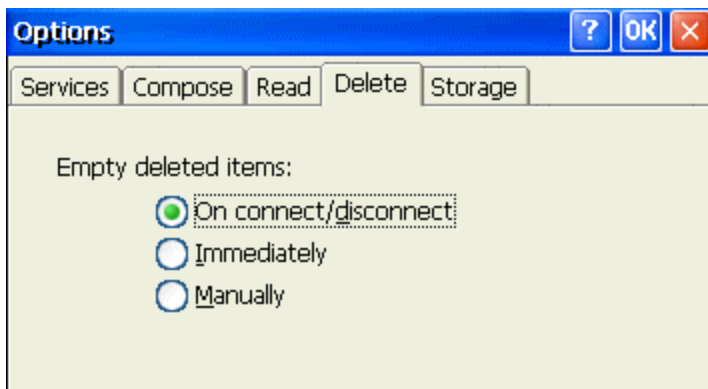 Options ? OK ×
Services Compose Read Delete Storage
Empty deleted items:
On connect/disconnect
Immediately
Manually